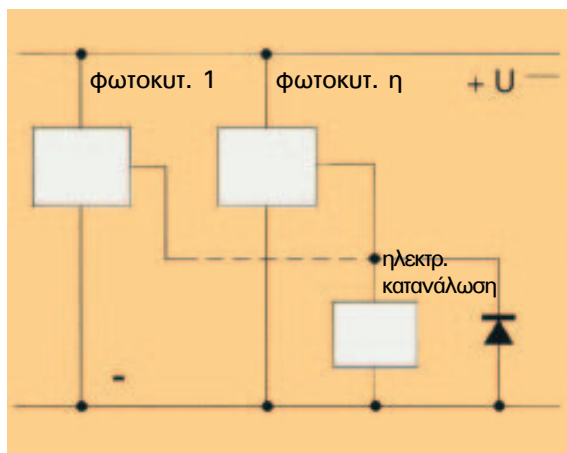 φωτοκυτ. 1
φωτοκυτ. η
+ U —
ηλεκτρ.
κατανάλωση
-